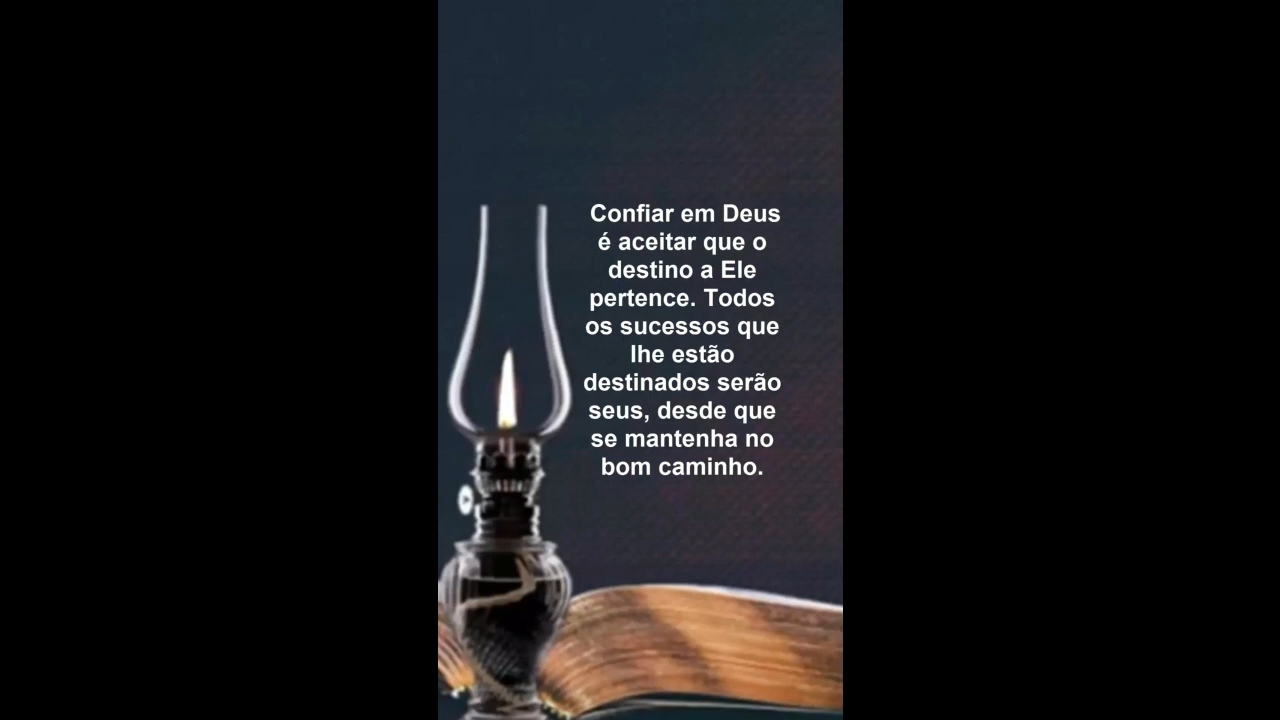 Confiar em Deus
é aceitar que o
destino a Ele
pertence. Todos
os sucessos que
lhe estão
destinados serão
seus, desde que
se mantenha no
bom caminho.